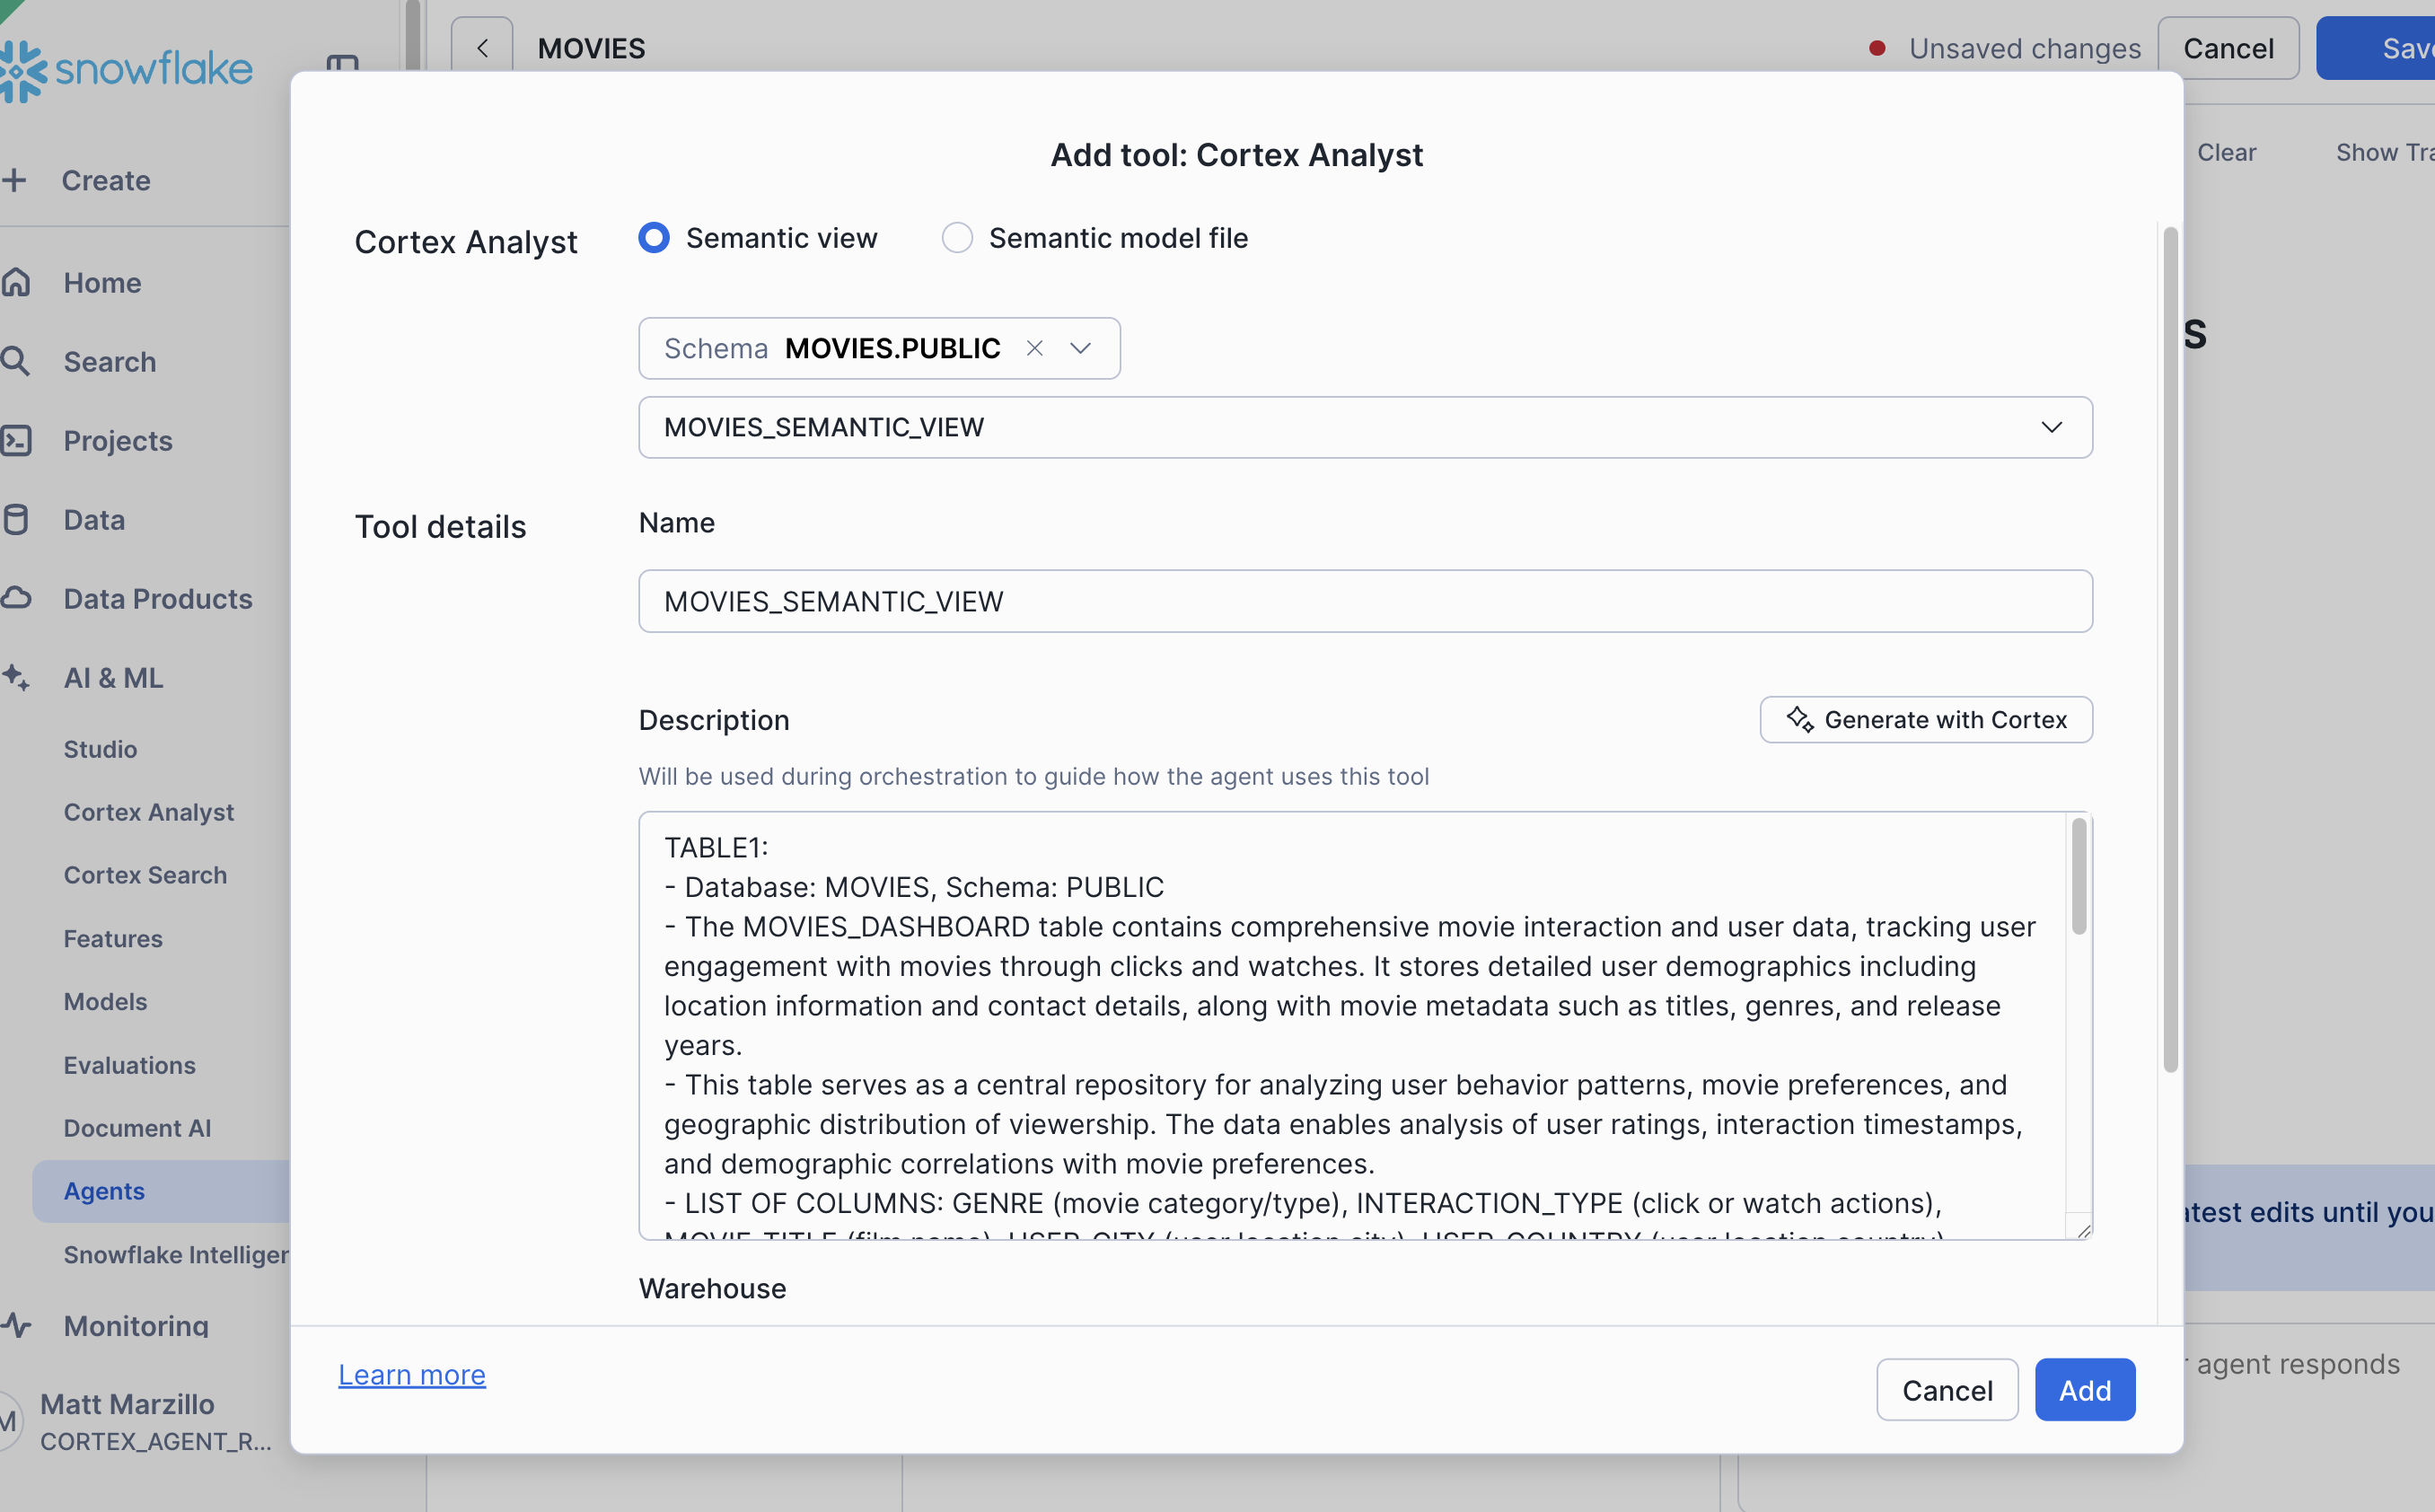 snowflake
Create
Home
Search
Projects
Data
Data Products
AI & ML
Studio
Cortex Analyst
Cortex Search
Features
Models
Evaluations
Document AI
Agents
Snowflake
Monitoring
M
Matt Marzillo
CORTEX_AGENT_R...
MOVIES
Unsaved changes
Cancel
Clear
Show
Add tool: Cortex Analyst
Cortex Analyst
Semantic view
Semantic model file
Schema MOVIES.PUBLIC
MOVIES_SEMANTIC_VIEW
Tool details
Name
MOVIES_SEMANTIC_VIEW
Description
Generate with Cortex
Will be used during orchestration to guide how the agent uses this tool
TABLE1:
- Database: MOVIES, Schema: PUBLIC
- The MOVIES_DASHBOARD table contains comprehensive movie interaction and user data, tracking user
engagement with movies through clicks and watches. It stores detailed user demographics including
location information and contact details, along with movie metadata such as titles, genres, and release
years.
- This table serves as a central repository for analyzing user behavior patterns, movie preferences, and
geographic distribution of viewership. The data enables analysis of user ratings, interaction timestamps,
and demographic correlations with movie preferences.
- LIST OF COLUMNS: GENRE (movie category/type), INTERACTION_TYPE (click or watch actions),
Warehouse
Learn more
Cancel
Add
edits until you
agent responds